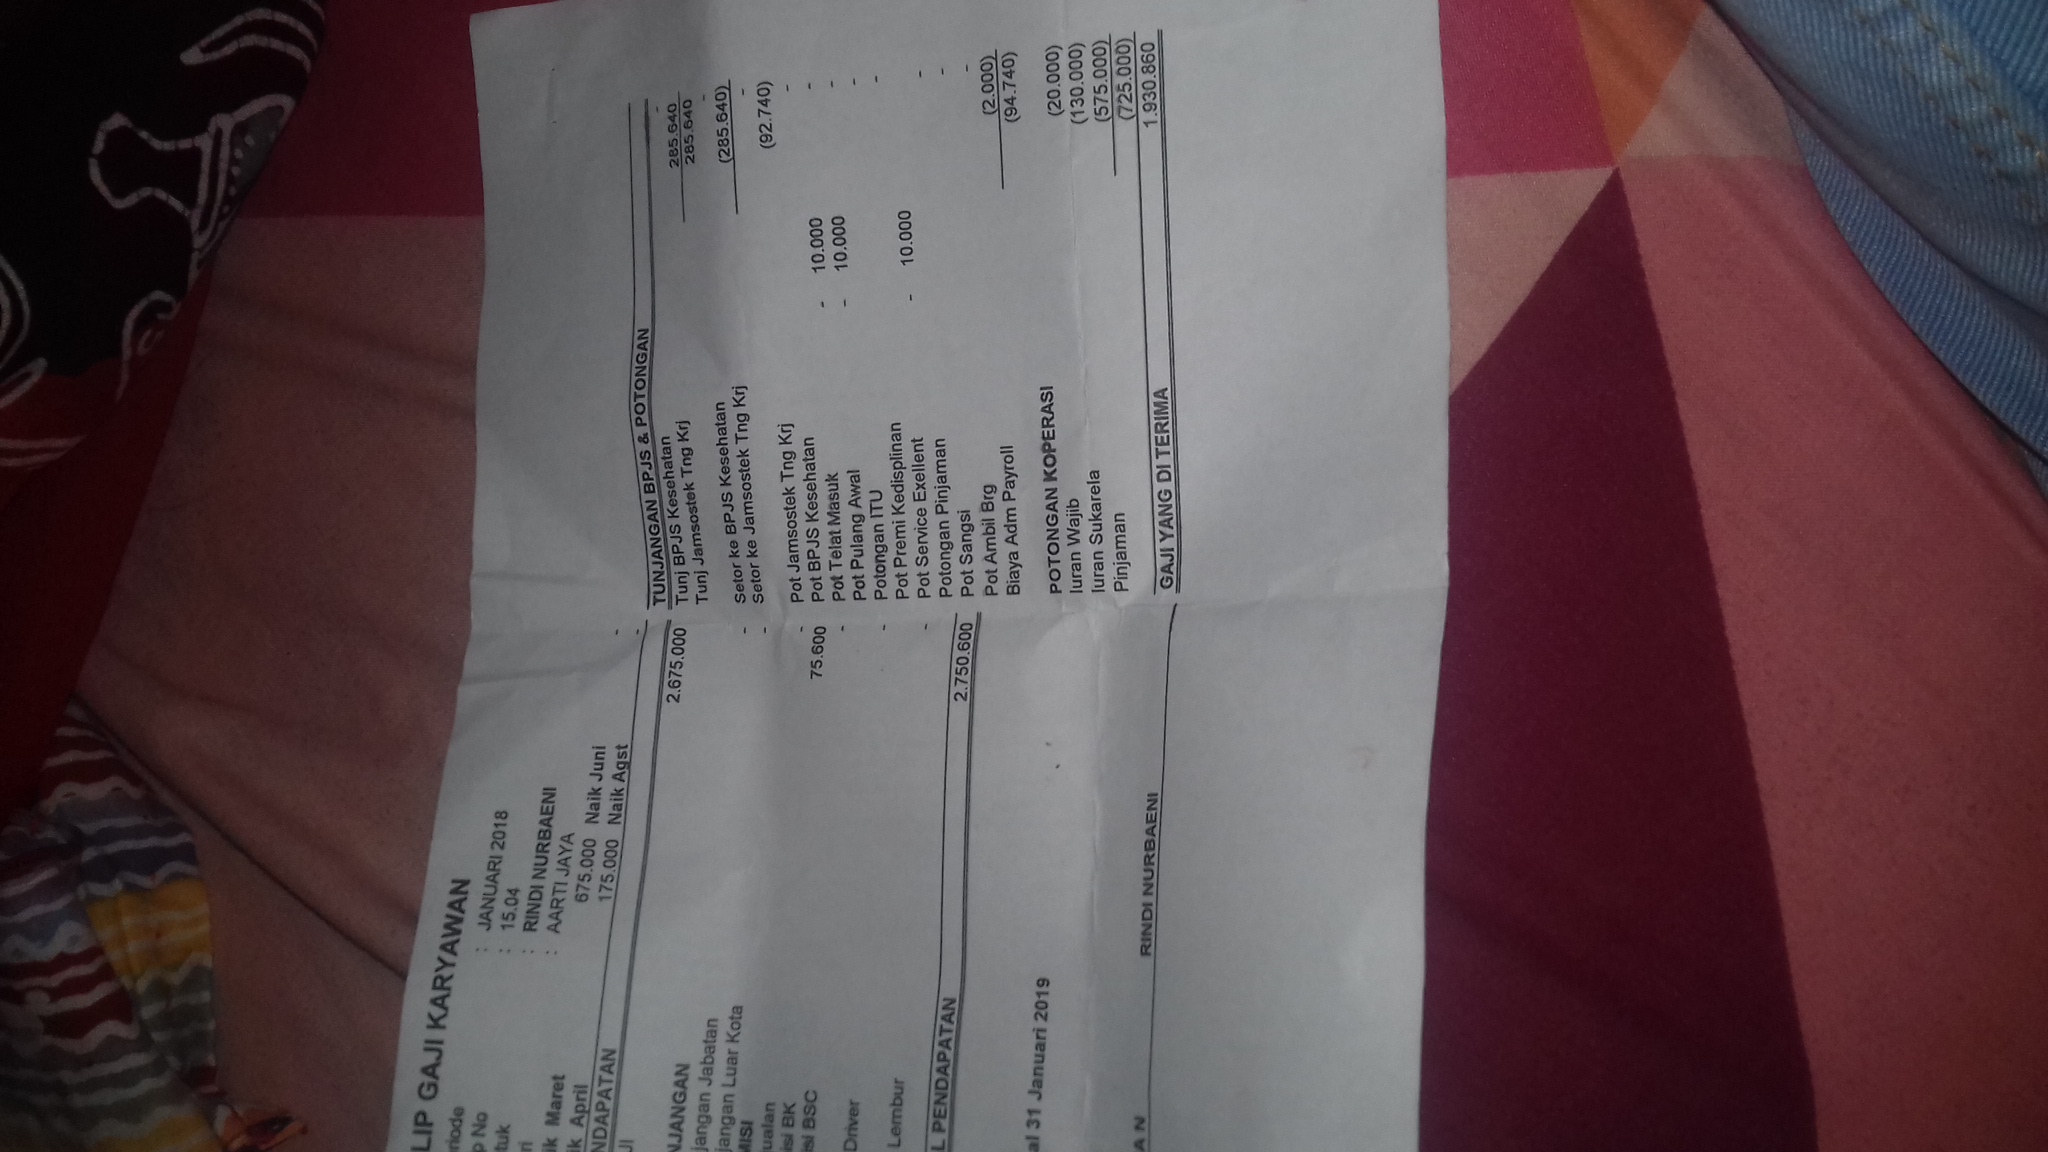 LIP GAJI KARYAWAN
riode : JANUARI 2018
p No : 15.04
tuk : RINDI NURBAENI
ri : AARTI JAYA
ik Maret 675.000 Naik Juni -
ik April 175.000 Naik Agst -
NDAPATAN
JI 2.675.000
NJANGAN
jangan Jabatan -
jangan Luar Kota -
MISI
ualan -
isi BK 75.600
isi BSC -
Driver -
Lembur -
L PENDAPATAN 2.750.600
al 31 Januari 2019
A N RINDI NURBAENI
TUNJANGAN BPJS & POTONGAN
Tunj BPJS Kesehatan -
Tunj Jamsostek Tng Krj 285.640
285.640
Setor ke BPJS Kesehatan -
Setor ke Jamsostek Tng Krj (285.640)
-
Pot Jamsostek Tng Krj (92.740)
Pot BPJS Kesehatan -
Pot Telat Masuk - 10.000 -
Pot Pulang Awal - 10.000 -
Potongan ITU -
Pot Premi Kedisplinan -
Pot Service Exellent - 10.000
Potongan Pinjaman -
Pot Sangsi -
Pot Ambil Brg -
Biaya Adm Payroll (2.000)
(94.740)
POTONGAN KOPERASI
Iuran Wajib (20.000)
Iuran Sukarela (130.000)
Pinjaman (575.000)
(725.000)
GAJI YANG DI TERIMA 1.930.860